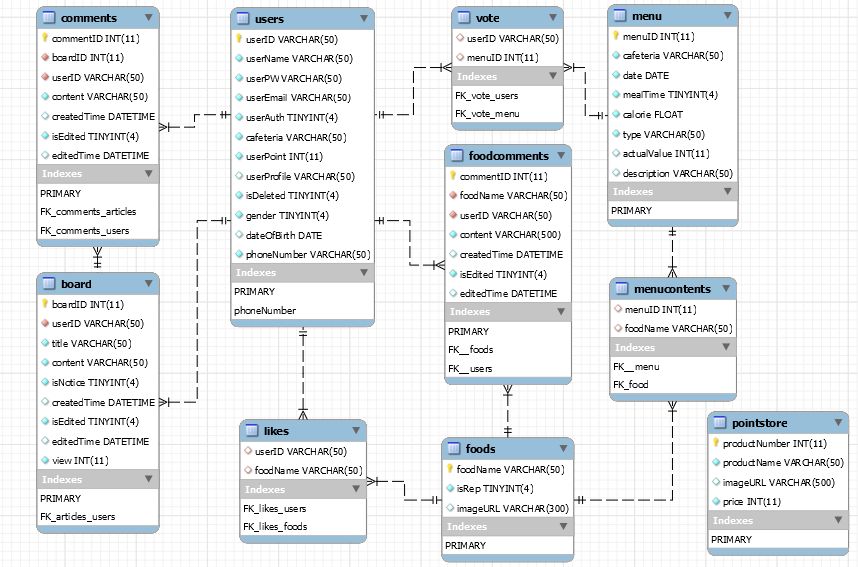 comments
commentID INT(11)
boardID INT(11)
userID VARCHAR(50)
content VARCHAR(50)
createdTime DATETIME
isEdited TINYINT(4)
editedTime DATETIME
Indexes
PRIMARY
FK_comments_articles
FK_comments_users
board
boardID INT(11)
userID VARCHAR(50)
title VARCHAR(50)
content VARCHAR(50)
isNotice TINYINT(4)
createdTime DATETIME
isEdited TINYINT(4)
editedTime DATETIME
view INT(11)
Indexes
PRIMARY
FK_articles_users
users
userID VARCHAR(50)
userName VARCHAR(50)
userPW VARCHAR(50)
userEmail VARCHAR(50)
userAuth TINYINT(4)
cafeteria VARCHAR(50)
userPoint INT(11)
userProfile VARCHAR(50)
isDeleted TINYINT(4)
gender TINYINT(4)
dateOfBirth DATE
phoneNumber VARCHAR(50)
Indexes
PRIMARY
phoneNumber
likes
userID VARCHAR(50)
foodName VARCHAR(50)
Indexes
FK_likes_users
FK_likes_foods
vote
userID VARCHAR(50)
menuID INT(11)
Indexes
FK_vote_users
FK_vote_menu
foodcomments
commentID INT(11)
foodName VARCHAR(50)
userID VARCHAR(50)
content VARCHAR(500)
createdTime DATETIME
isEdited TINYINT(4)
editedTime DATETIME
Indexes
PRIMARY
FK__foods
FK__users
foods
foodName VARCHAR(50)
isRep TINYINT(4)
imageURL VARCHAR(300)
Indexes
PRIMARY
menu
menuID INT(11)
cafeteria VARCHAR(50)
date DATE
mealTime TINYINT(4)
calorie FLOAT
type VARCHAR(50)
actualValue INT(11)
description VARCHAR(50)
Indexes
PRIMARY
menucontents
menuID INT(11)
foodName VARCHAR(50)
Indexes
FK__menu
FK_food
pointstore
productNumber INT(11)
productName VARCHAR(50)
imageURL VARCHAR(500)
price INT(11)
Indexes
PRIMARY